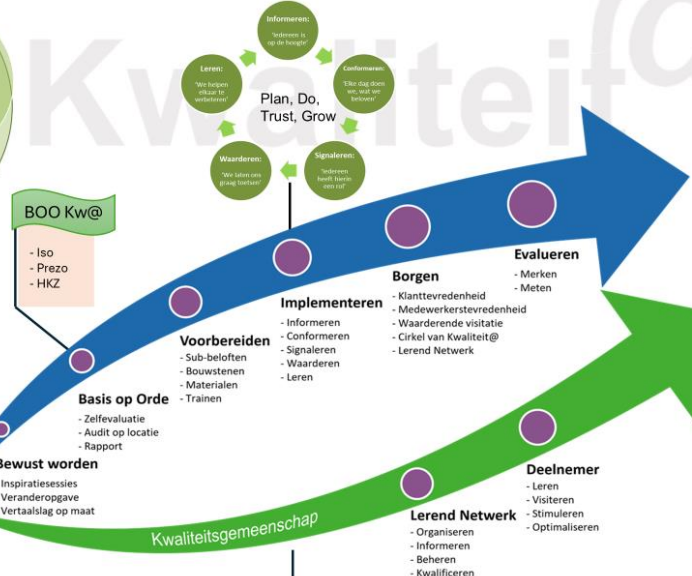 Kwaliteit@
Informeren:
'Iedereen is
op de hoogte'
Leren:
'We helpen
elkaar te
verbeteren'
Conformeren:
'Elke dag doen
we, wat we
beloven'
Plan, Do,
Trust, Grow
Waarderen:
'We laten ons
graag toetsen'
Signaleren:
'Iedereen
heeft hierin
een rol'
BOO Kw@
- Iso
- Prezo
- HKZ
Evalueren
- Merken
- Meten
Borgen
- Klanttevredenheid
- Medewerkerstevredenheid
- Waarderende visitatie
- Cirkel van Kwaliteit@
- Lerend Netwerk
Implementeren
- Informeren
- Conformeren
- Signaleren
- Waarderen
- Leren
Voorbereiden
- Sub-beloften
- Bouwstenen
- Materialen
- Trainen
Basis op Orde
- Zelfevaluatie
- Audit op locatie
- Rapport
Bewust worden
Inspiratiesessies
Veranderopgave
Vertaalslag op maat
Kwaliteitsgemeenschap
Deelnemer
- Leren
- Visiteren
- Stimuleren
- Optimaliseren
Lerend Netwerk
- Organiseren
- Informeren
- Beheren
- Kwalificeren